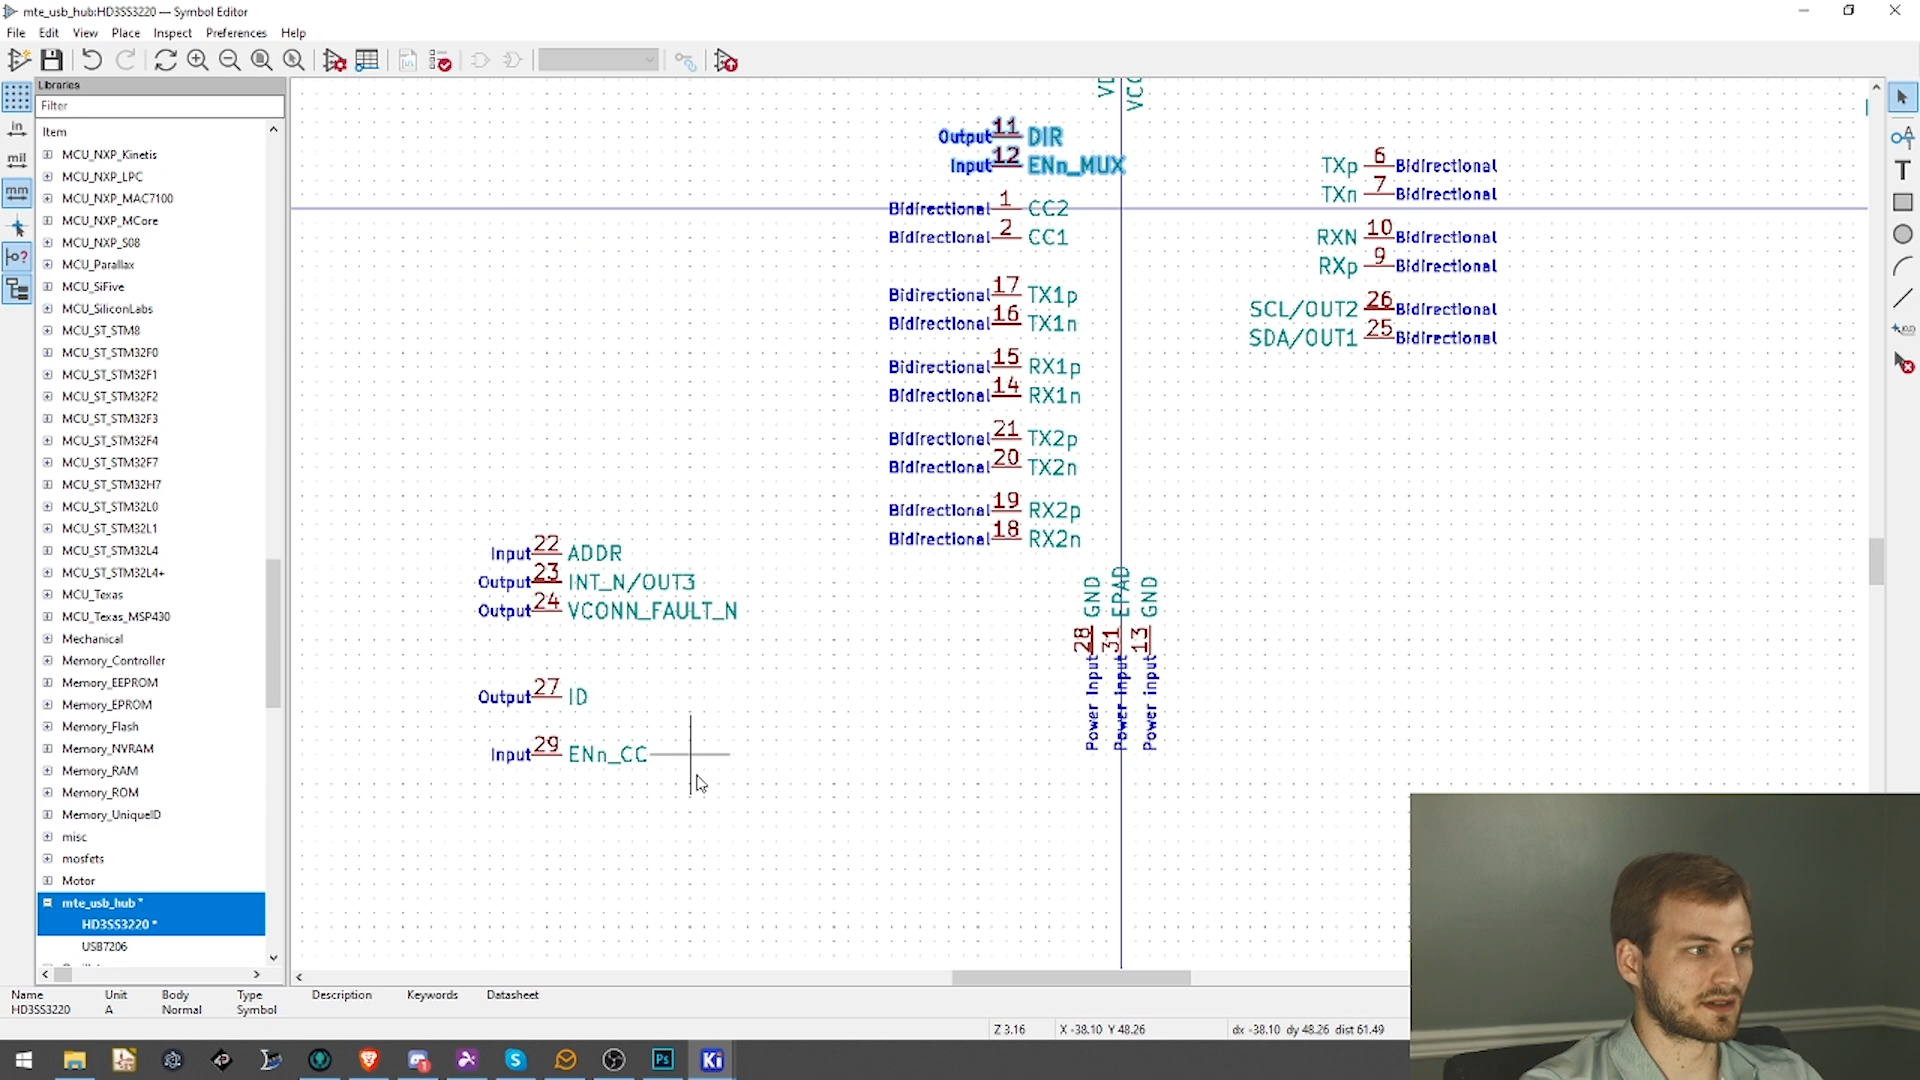 mte_usb_hub:HD3SS3220 — Symbol Editor
File Edit View Place Inspect Preferences Help
Libraries
Filter
Item
MCU_NXP_Kinetis
MCU_NXP_LPC
MCU_NXP_MAC7100
MCU_NXP_MCore
MCU_NXP_S08
MCU_Parallax
MCU_SiFive
MCU_SiliconLabs
MCU_ST_STM8
MCU_ST_STM32F0
MCU_ST_STM32F1
MCU_ST_STM32F2
MCU_ST_STM32F3
MCU_ST_STM32F4
MCU_ST_STM32F7
MCU_ST_STM32H7
MCU_ST_STM32L0
MCU_ST_STM32L1
MCU_ST_STM32L4
MCU_ST_STM32L4+
MCU_Texas
MCU_Texas_MSP430
Mechanical
Memory_Controller
Memory_EEPROM
Memory_EPROM
Memory_Flash
Memory_NVRAM
Memory_RAM
Memory_ROM
Memory_UniqueID
misc
mosfets
Motor
mte_usb_hub *
HD3SS3220 *
USB7206
in
mil
mm
VCC
Output 11 DIR
Input 12 ENn_MUX
Bidirectional 1 CC2
Bidirectional 2 CC1
Bidirectional 17 TX1p
Bidirectional 16 TX1n
Bidirectional 15 RX1p
Bidirectional 14 RX1n
Bidirectional 21 TX2p
Bidirectional 20 TX2n
Bidirectional 19 RX2p
Bidirectional 18 RX2n
TXp 6 Bidirectional
TXn 7 Bidirectional
RXN 10 Bidirectional
RXp 9 Bidirectional
SCL/OUT2 26 Bidirectional
SDA/OUT1 25 Bidirectional
Input 22 ADDR
Output 23 INT_N/OUT3
Output 24 VCONN_FAULT_N
Output 27 ID
Input 29 ENn_CC
GND 28 Power Input
EPAD 31 Power Input
GND 13 Power input
Name Unit Body Type Description Keywords Datasheet
HD3SS3220 A Normal Symbol
Z 3.16 X -38.10 Y 48.26 dx -38.10 dy 48.26 dist 61.49
Ps
Ki